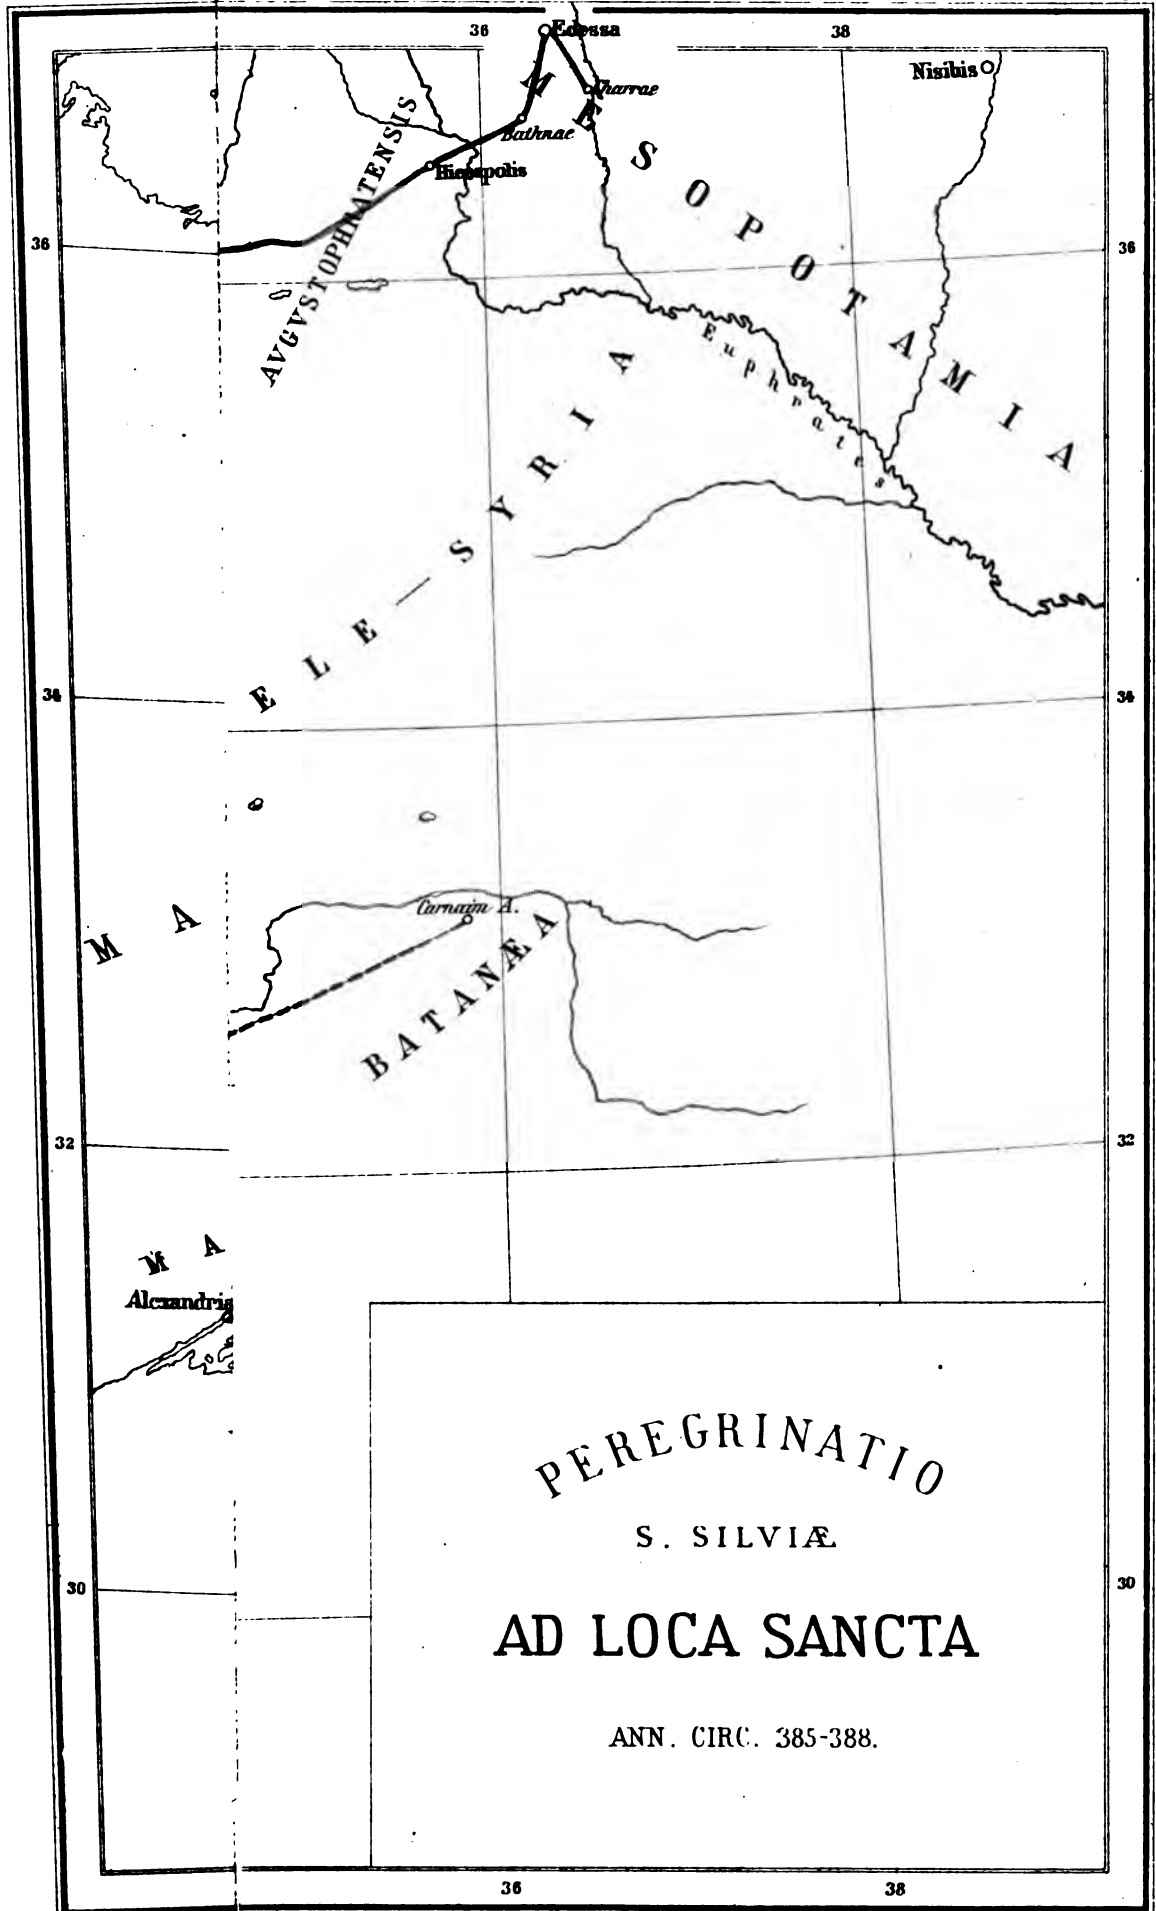 36
38
Edessa
Nisibis
Charrae
Bathnae
Hierapolis
MESOPOTAMIA
AVGVSTOPHRATENSIS
36
36
Euphrates
ELE — SYRIA
34
34
MA
Carnaim A.
BATANÆA
32
32
MA
Alexandria
PEREGRINATIO
S. SILVIÆ
30
30
AD LOCA SANCTA
ANN. CIRC. 385-388.
36
38